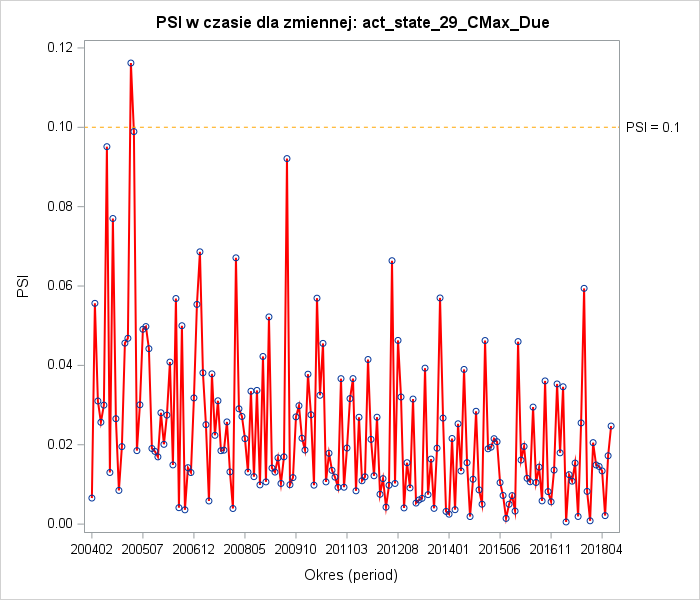 PSI w czasie dla zmiennej: act_state_29_CMax_Due
0.12
0.10
PSI = 0.1
0.08
0.06
PSI
0.04
0.02
0.00
200402 200507 200612 200805 200910 201103 201208 201401 201506 201611 201804
Okres (period)